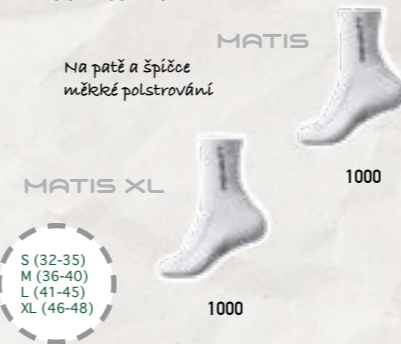 MATIS
Na patě a špičce
měkké polstrování
1000
MATIS XL
S (32-35)
M (36-40)
L (41-45)
XL (46-48)
1000